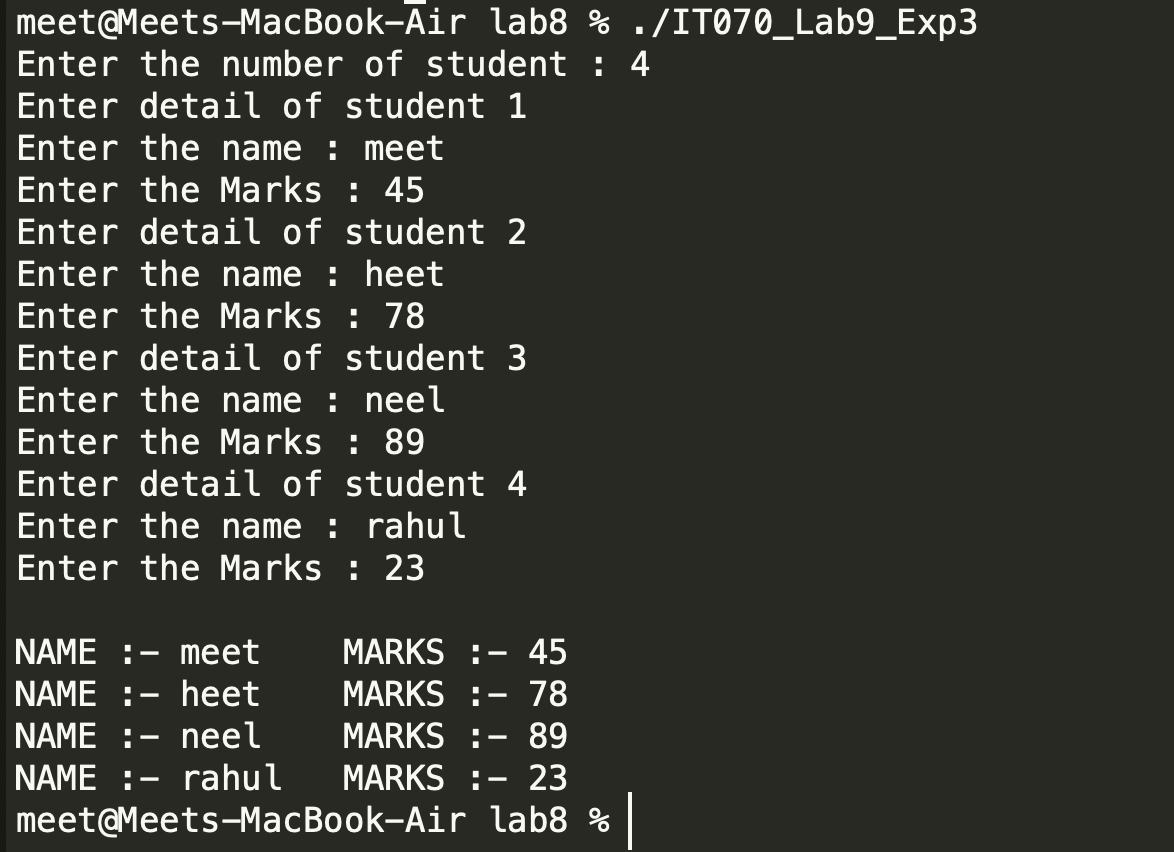 meet@Meets-MacBook-Air lab8 % ./IT070_Lab9_Exp3
Enter the number of student : 4
Enter detail of student 1
Enter the name : meet
Enter the Marks : 45
Enter detail of student 2
Enter the name : heet
Enter the Marks : 78
Enter detail of student 3
Enter the name : neel
Enter the Marks : 89
Enter detail of student 4
Enter the name : rahul
Enter the Marks : 23

NAME :- meet    MARKS :- 45
NAME :- heet    MARKS :- 78
NAME :- neel    MARKS :- 89
NAME :- rahul   MARKS :- 23
meet@Meets-MacBook-Air lab8 %